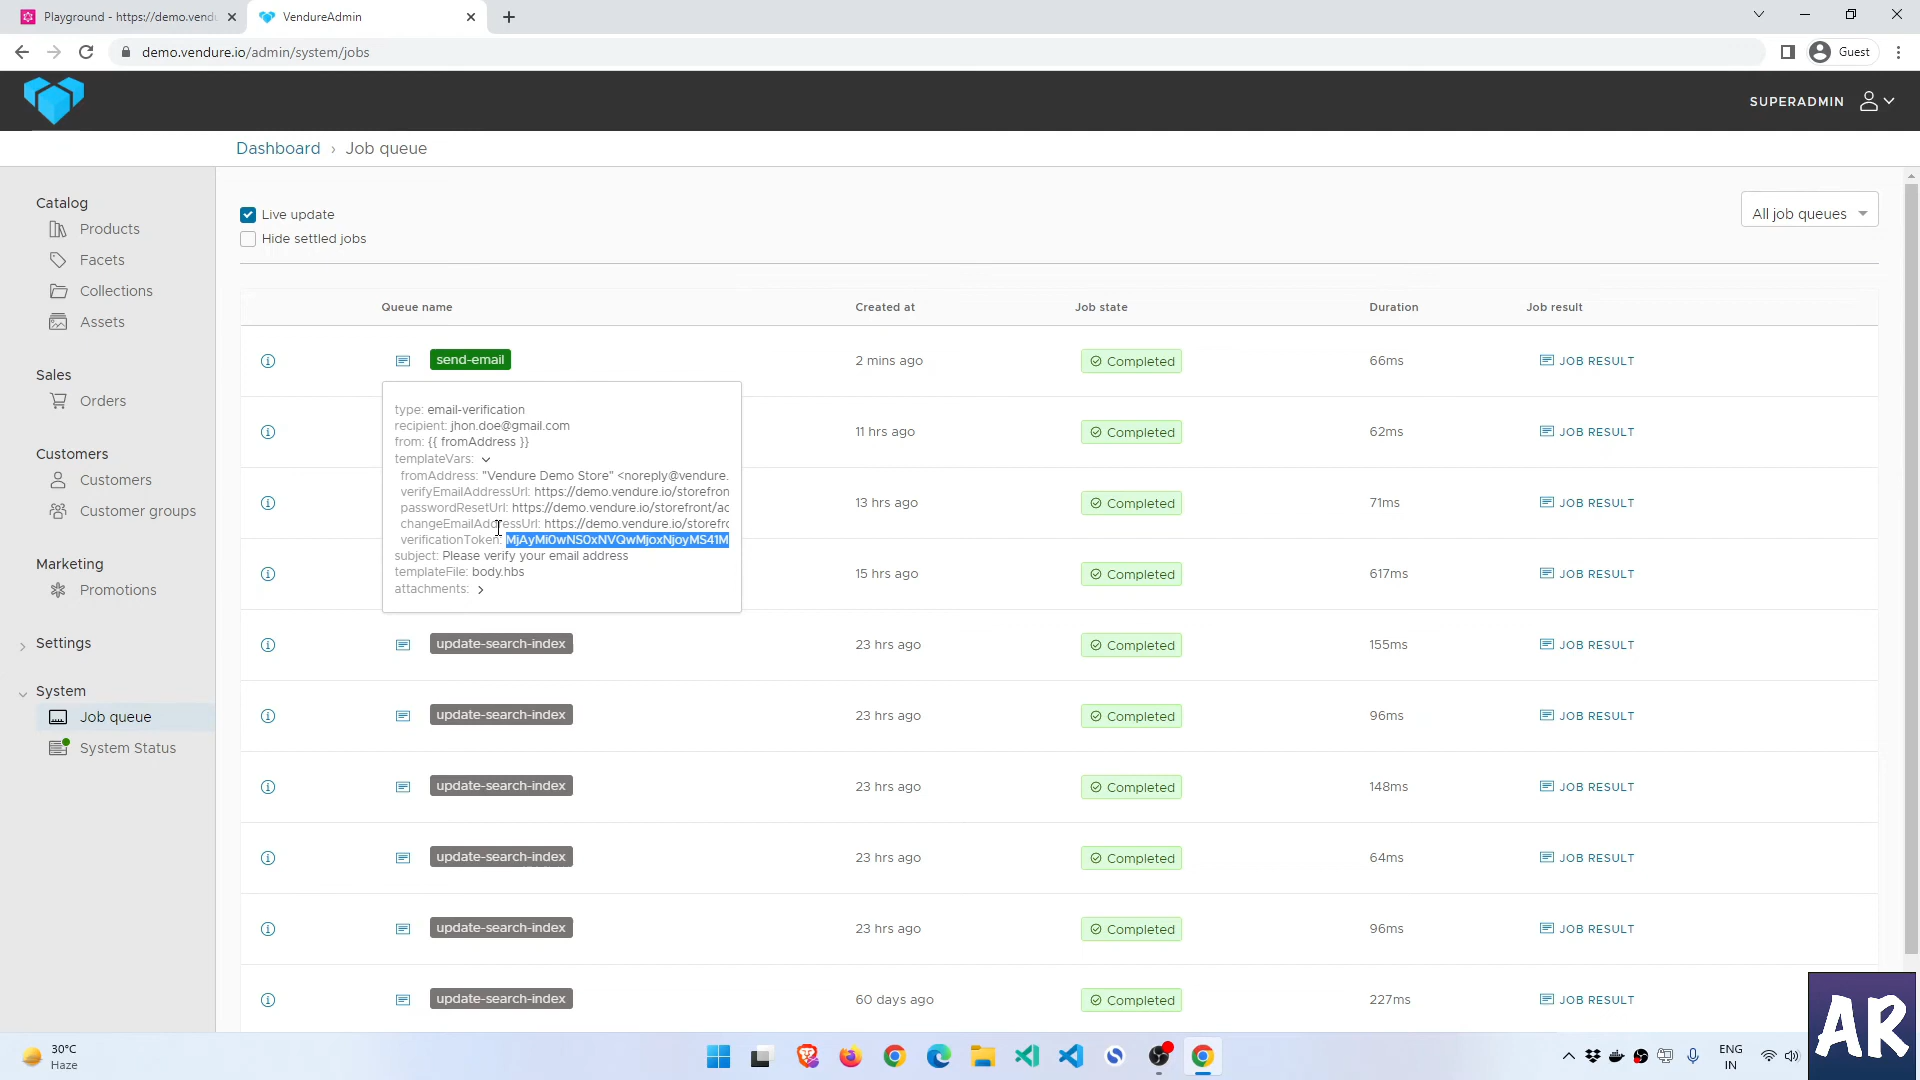 Playground - https://demo.vendu
VendureAdmin
demo.vendure.io/admin/system/jobs
Guest
SUPERADMIN
Dashboard › Job queue
Catalog
Products
Facets
Collections
Assets
Sales
Orders
Customers
Customers
Customer groups
Marketing
Promotions
Settings
System
Job queue
System Status
Live update
Hide settled jobs
All job queues
Queue name Created at Job state Duration Job result
send-email 2 mins ago Completed 66ms JOB RESULT
type: email-verification
recipient: jhon.doe@gmail.com
from: {{ fromAddress }}
templateVars:
fromAddress: "Vendure Demo Store" <noreply@vendure.
verifyEmailAddressUrl: https://demo.vendure.io/storefron
passwordResetUrl: https://demo.vendure.io/storefront/ac
changeEmailAddressUrl: https://demo.vendure.io/storefro
verificationToken: MjAyMi0wNS0xNVQwMjoxNjoyMS41M
subject: Please verify your email address
templateFile: body.hbs
attachments:
11 hrs ago Completed 62ms JOB RESULT
13 hrs ago Completed 71ms JOB RESULT
15 hrs ago Completed 617ms JOB RESULT
update-search-index 23 hrs ago Completed 155ms JOB RESULT
update-search-index 23 hrs ago Completed 96ms JOB RESULT
update-search-index 23 hrs ago Completed 148ms JOB RESULT
update-search-index 23 hrs ago Completed 64ms JOB RESULT
update-search-index 23 hrs ago Completed 96ms JOB RESULT
update-search-index 60 days ago Completed 227ms JOB RESULT
30°C
Haze
ENG
IN
AR